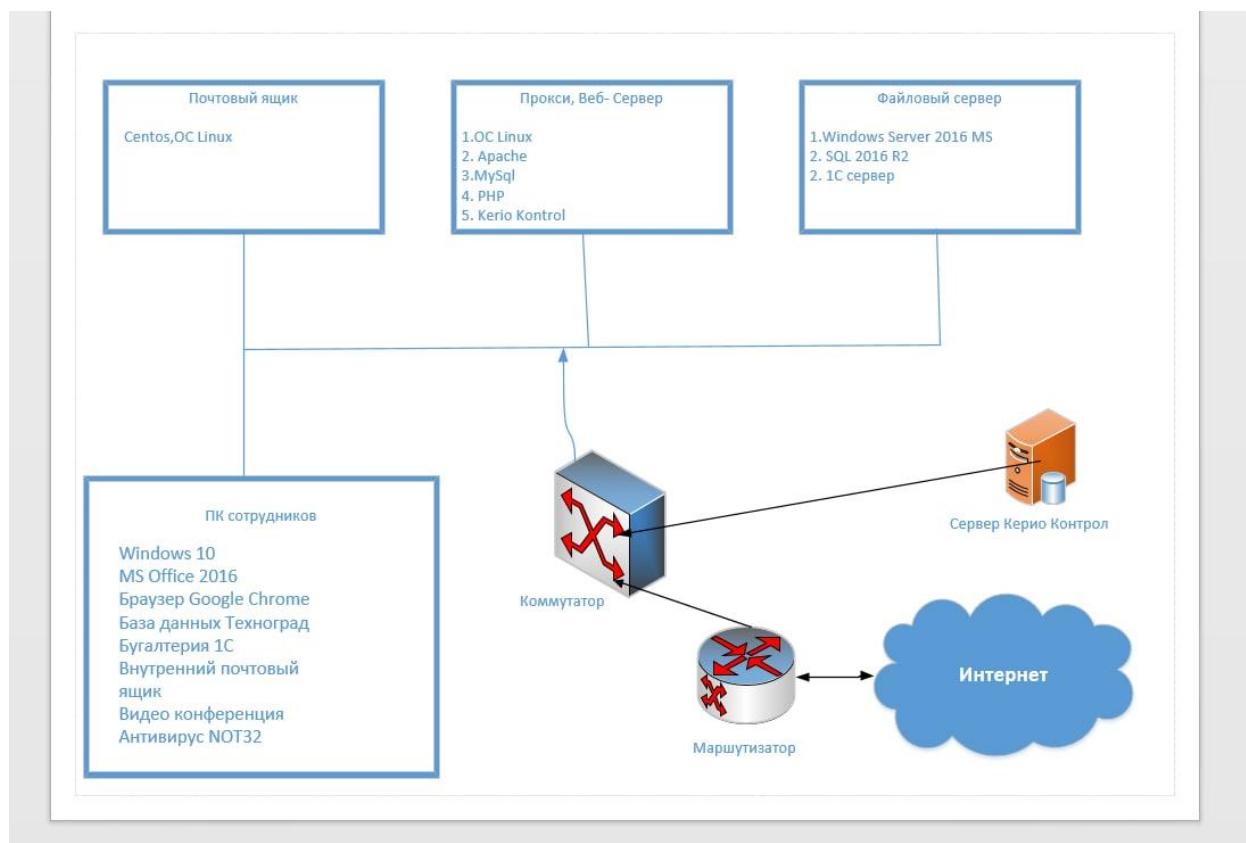 Почтовый ящик
Centos,ОС Linux
Прокси, Веб- Сервер
1.ОС Linux
2. Apache
3.MySql
4. PHP
5. Kerio Kontrol
Файловый сервер
1.Windows Server 2016 MS
2. SQL 2016 R2
2. 1С сервер
ПК сотрудников
Windows 10
MS Office 2016
Браузер Google Chrome
База данных Техноград
Бугалтерия 1С
Внутренний почтовый
ящик
Видео конференция
Антивирус NOT32
Коммутатор
Сервер Керио Контрол
Маршутизатор
Интернет